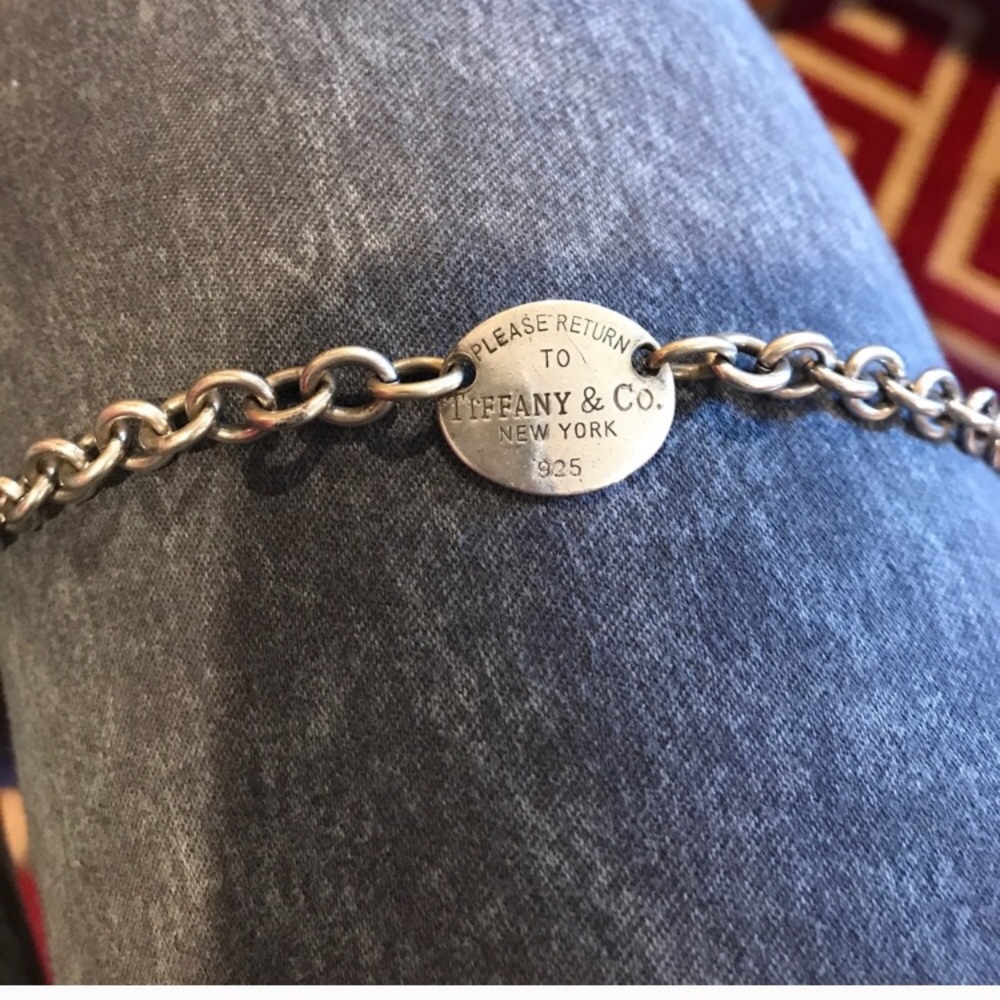 PLEASE RETURN
TO
TIFFANY & CO.
NEW YORK
925